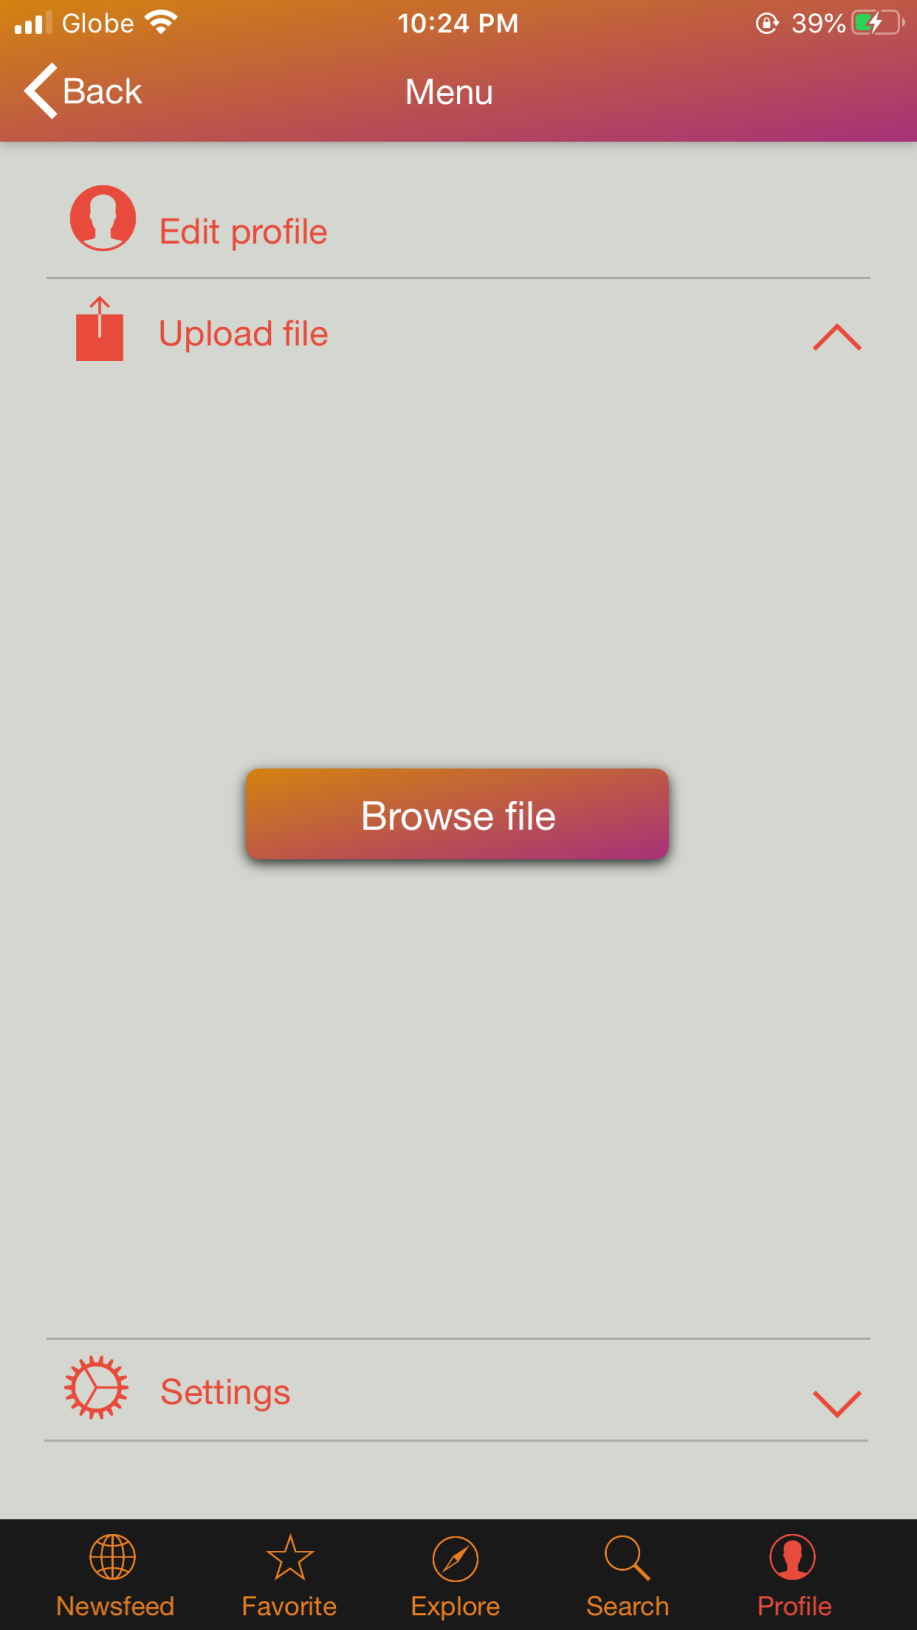 Globe 10:24 PM 39%
Back Menu
Edit profile
Upload file
Browse file
Settings
Newsfeed Favorite Explore Search Profile